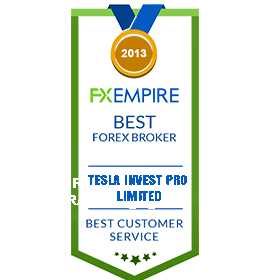 2013
FXEMPIRE
BEST
FOREX BROKER
TESLA INVEST PRO
LIMITED
BEST CUSTOMER
SERVICE